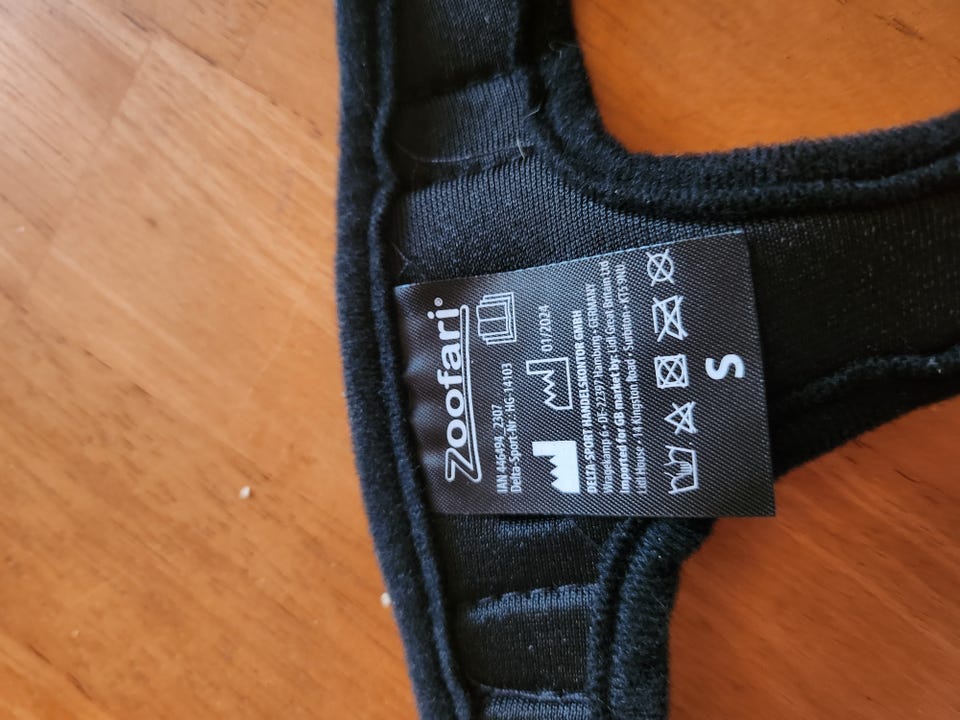 Zoofari®
IAN 446494_2307
Delta-Sport-Nr.: HG-14103
01/2024
DELTA-SPORT HANDELSKONTOR GMBH
Wragekamp 6 • DE-22397 Hamburg • GERMANY
Imported for GB market by: Lidl Great Britain Ltd
Lidl House • 14 Kingston Road • Surbiton • KT5 9NU
S